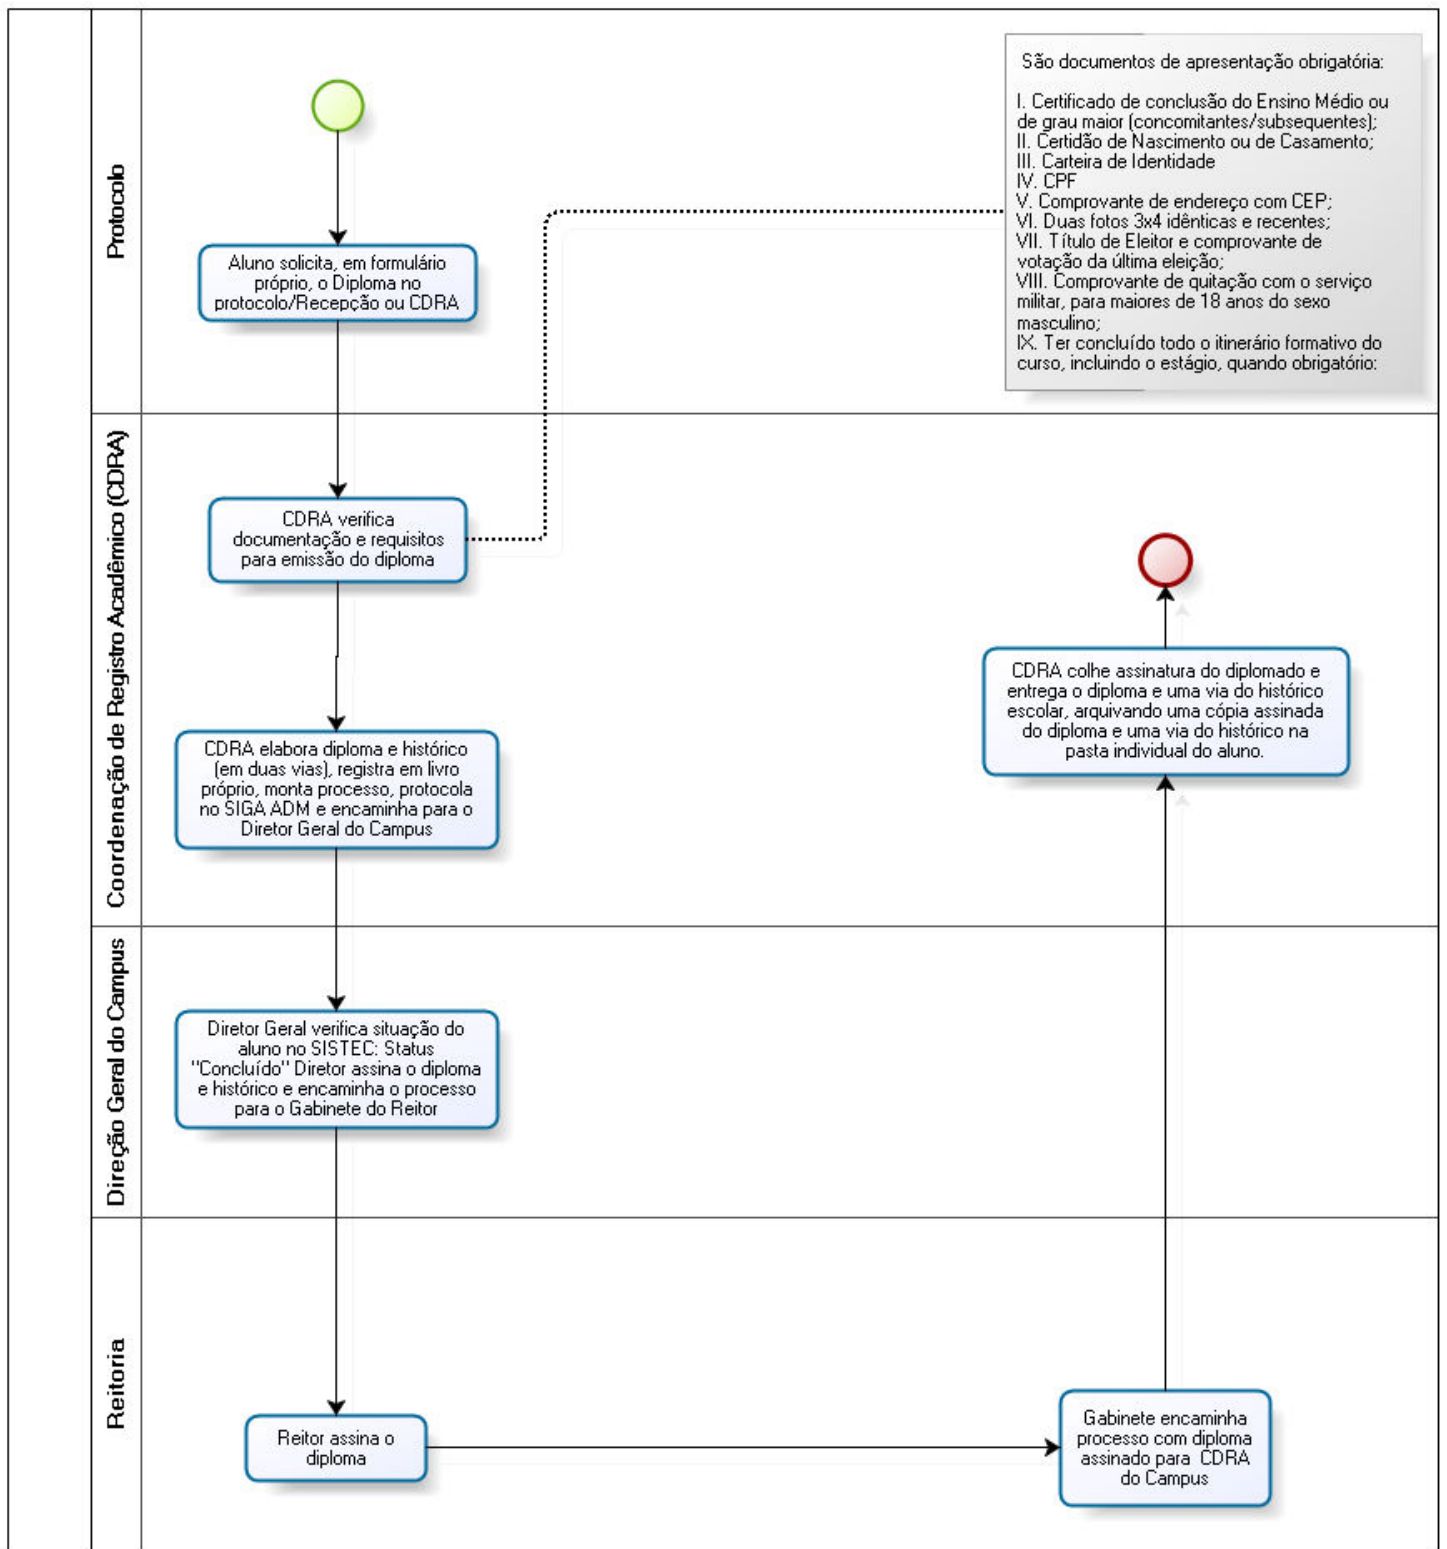 Protocolo
Aluno solicita, em formulário
próprio, o Diploma no
protocolo/Recepção ou CDRA
São documentos de apresentação obrigatória:
I. Certificado de conclusão do Ensino Médio ou
de grau maior (concomitantes/subsequentes);
II. Certidão de Nascimento ou de Casamento;
III. Carteira de Identidade
IV. CPF
V. Comprovante de endereço com CEP;
VI. Duas fotos 3x4 idênticas e recentes;
VII. Título de Eleitor e comprovante de
votação da última eleição;
VIII. Comprovante de quitação com o serviço
militar, para maiores de 18 anos do sexo
masculino;
IX. Ter concluído todo o itinerário formativo do
curso, incluindo o estágio, quando obrigatório:
Coordenação de Registro Acadêmico (CDRA)
CDRA verifica
documentação e requisitos
para emissão do diploma
CDRA elabora diploma e histórico
(em duas vias), registra em livro
próprio, monta processo, protocola
no SIGA ADM e encaminha para o
Diretor Geral do Campus
CDRA colhe assinatura do diplomado e
entrega o diploma e uma via do histórico
escolar, arquivando uma cópia assinada
do diploma e uma via do histórico na
pasta individual do aluno.
Direção Geral do Campus
Diretor Geral verifica situação do
aluno no SISTEC: Status
"Concluído" Diretor assina o diploma
e histórico e encaminha o processo
para o Gabinete do Reitor
Reitoria
Reitor assina o
diploma
Gabinete encaminha
processo com diploma
assinado para  CDRA
do Campus